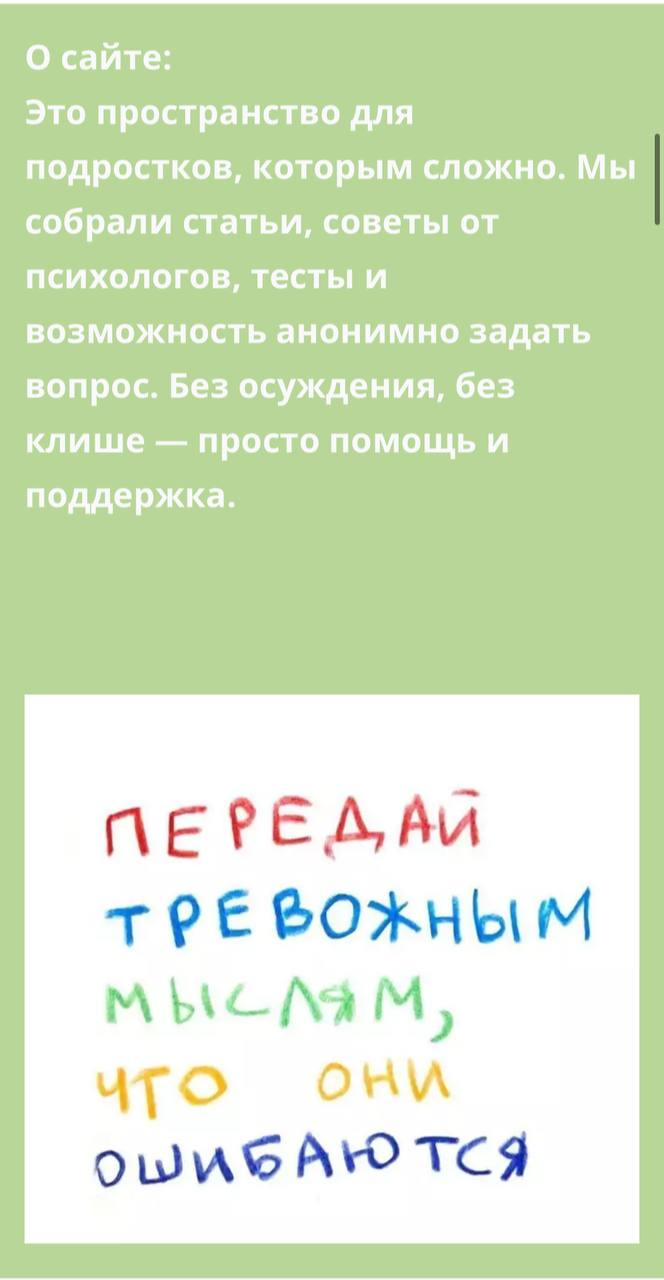 О сайте:
Это пространство для
подростков, которым сложно. Мы
собрали статьи, советы от
психологов, тесты и
возможность анонимно задать
вопрос. Без осуждения, без
клише — просто помощь и
поддержка.
ПЕРЕДАЙ
ТРЕВОЖНЫМ
МЫСЛЯМ,
ЧТО ОНИ
ОШИБАЮТСЯ